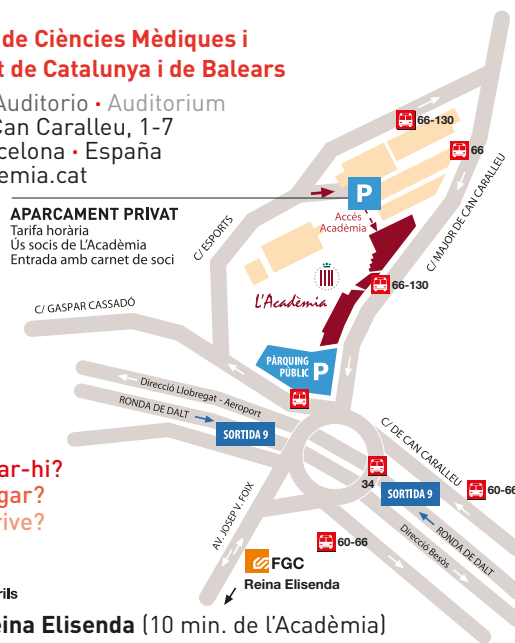 de Ciències Mèdiques i
t de Catalunya i de Balears
Auditorio · Auditorium
Can Caralleu, 1-7
celona · España
emia.cat
APARCAMENT PRIVAT
Tarifa horària
Ús socis de L'Acadèmia
Entrada amb carnet de soci
66-130
66
P
Accés
Acadèmia
C/ ESPORTS
C/ MAJOR DE CAN CARALLEU
L'Acadèmia
66-130
C/ GASPAR CASSADÓ
PÀRQUING
PÚBLIC P
Direcció Llobregat - Aeroport
RONDA DE DALT
SORTIDA 9
C/ DE CAN CARALLEU
34
SORTIDA 9
60-66
RONDA DE DALT
Direcció Besòs
AV. JOSEP V. FOIX
60-66
FGC
Reina Elisenda
ar-hi?
gar?
rive?
rils
eina Elisenda (10 min. de l'Acadèmia)